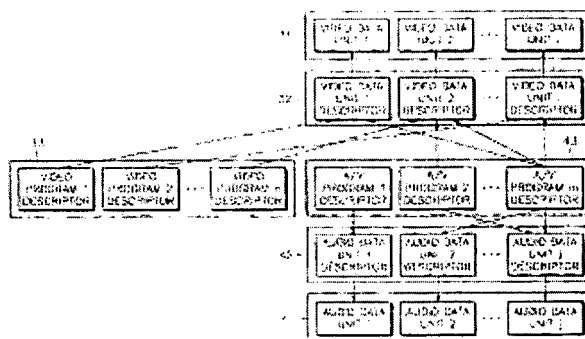 VIDEO DATA UNIT 1
VIDEO DATA UNIT 2
...
VIDEO DATA UNIT
VIDEO DATA UNIT DESCRIPTOR
VIDEO DATA UNIT 2 DESCRIPTOR
...
VIDEO DATA UNIT DESCRIPTOR
VIDEO PROGRAM 1 DESCRIPTOR
VIDEO PROGRAM 2 DESCRIPTOR
...
VIDEO PROGRAM n DESCRIPTOR
A/V PROGRAM 1 DESCRIPTOR
A/V PROGRAM 2 DESCRIPTOR
...
A/V PROGRAM m DESCRIPTOR
AUDIO DATA UNIT 1 DESCRIPTOR
AUDIO DATA UNIT 2 DESCRIPTOR
...
AUDIO DATA UNIT DESCRIPTOR
AUDIO DATA UNIT
AUDIO DATA UNIT 2
...
AUDIO DATA UNIT